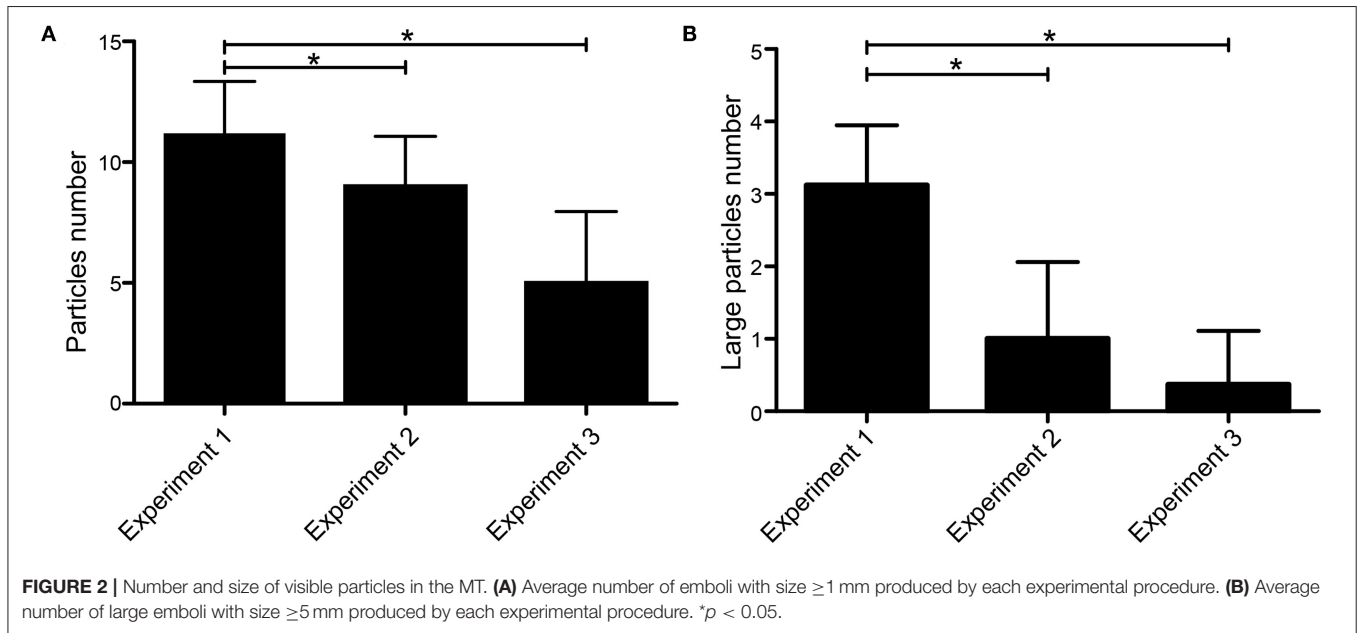 A
B
15
10
5
0
Particles number
*
*
Experiment 1
Experiment 2
Experiment 3
5
4
3
2
1
0
Large particles number
*
*
Experiment 1
Experiment 2
Experiment 3
FIGURE 2 | Number and size of visible particles in the MT. (A) Average number of emboli with size ≥1 mm produced by each experimental procedure. (B) Average
number of large emboli with size ≥5 mm produced by each experimental procedure. *p < 0.05.